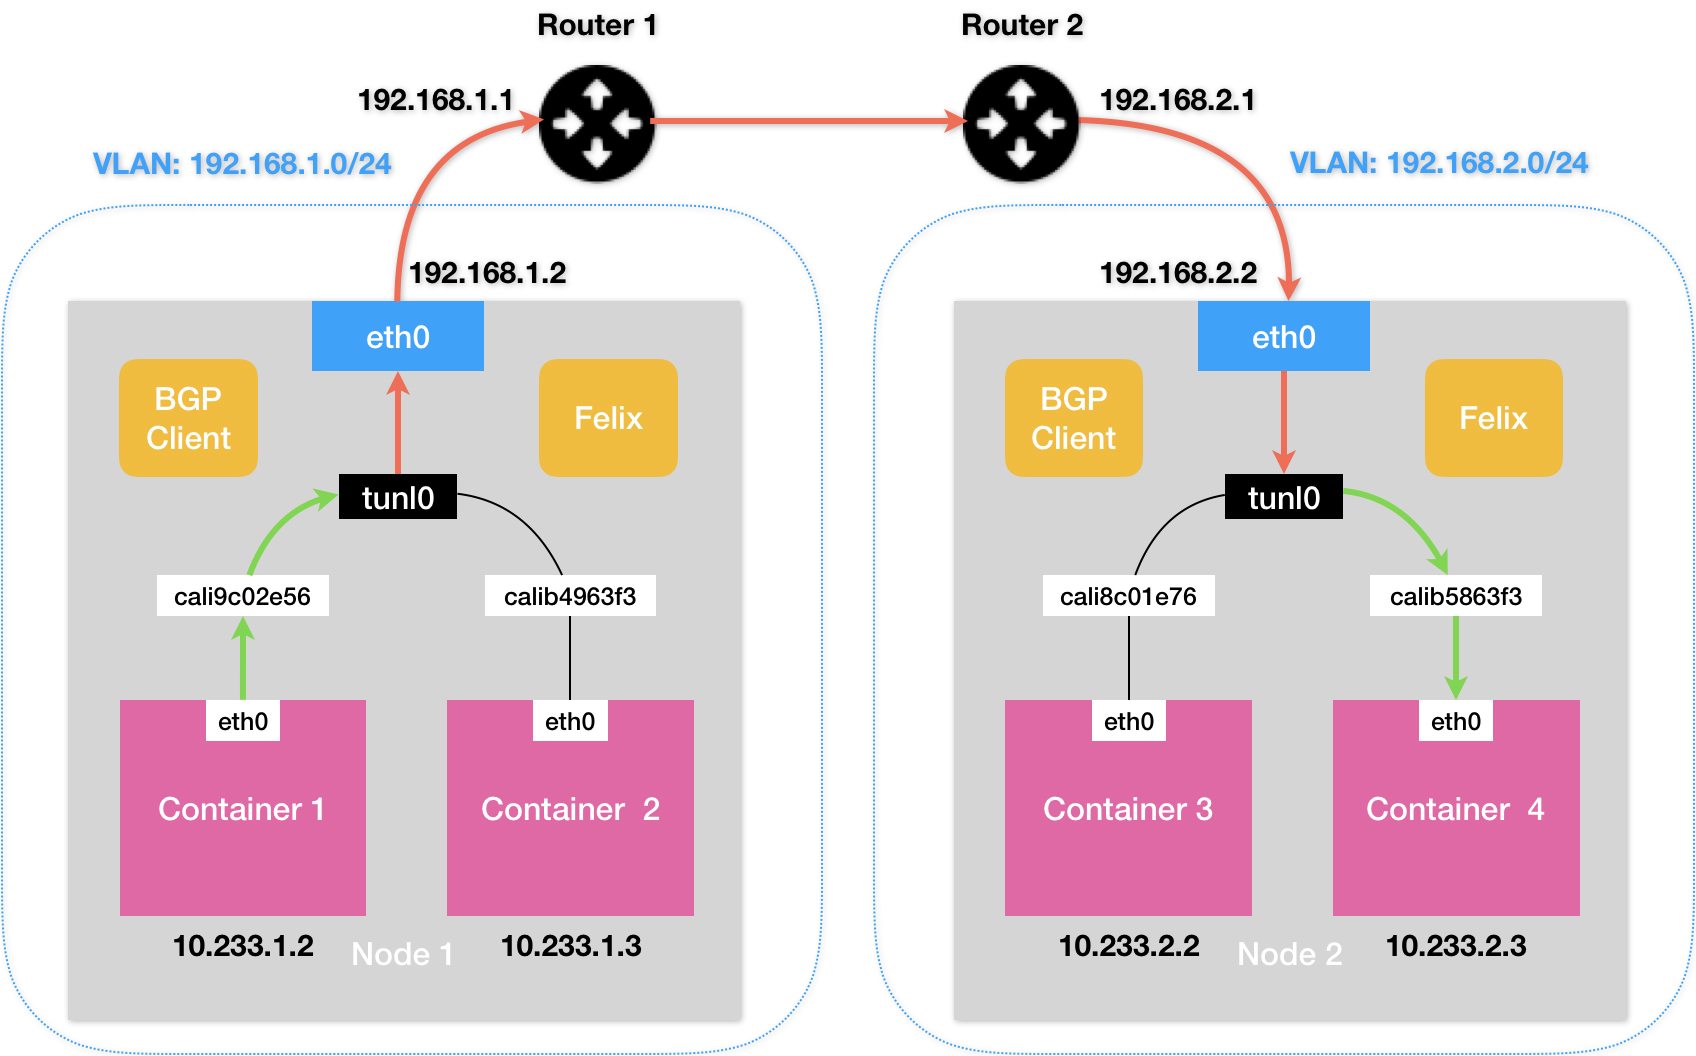 Router 1
Router 2
192.168.1.1
192.168.2.1
VLAN: 192.168.1.0/24
VLAN: 192.168.2.0/24
192.168.1.2
192.168.2.2
eth0
BGP
Client
Felix
tunl0
cali9c02e56
calib4963f3
eth0
eth0
Container 1
Container 2
10.233.1.2
Node 1
10.233.1.3
eth0
BGP
Client
Felix
tunl0
cali8c01e76
calib5863f3
eth0
eth0
Container 3
Container 4
10.233.2.2
Node 2
10.233.2.3